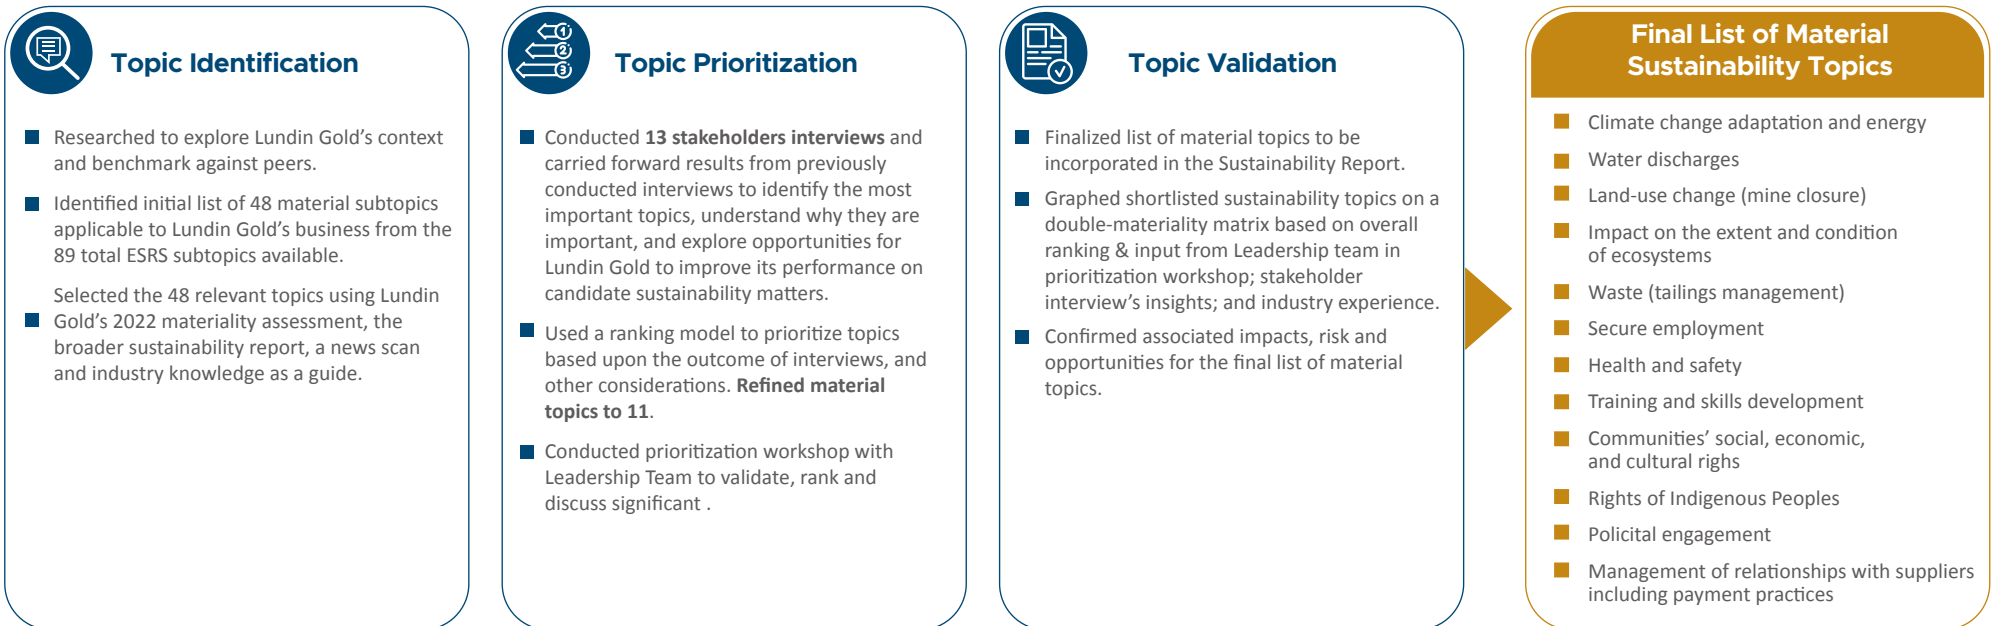 Topic Identification
Researched to explore Lundin Gold's context
and benchmark against peers.
Identified initial list of 48 material subtopics
applicable to Lundin Gold's business from the
89 total ESRS subtopics available.
Selected the 48 relevant topics using Lundin
Gold's 2022 materiality assessment, the
broader sustainability report, a news scan
and industry knowledge as a guide.
1
2
3
Topic Prioritization
Conducted 13 stakeholders interviews and
carried forward results from previously
conducted interviews to identify the most
important topics, understand why they are
important, and explore opportunities for
Lundin Gold to improve its performance on
candidate sustainability matters.
Used a ranking model to prioritize topics
based upon the outcome of interviews, and
other considerations. Refined material
topics to 11.
Conducted prioritization workshop with
Leadership Team to validate, rank and
discuss significant .
Topic Validation
Finalized list of material topics to be
incorporated in the Sustainability Report.
Graphed shortlisted sustainability topics on a
double-materiality matrix based on overall
ranking & input from Leadership team in
prioritization workshop; stakeholder
interview's insights; and industry experience.
Confirmed associated impacts, risk and
opportunities for the final list of material
topics.
Final List of Material
Sustainability Topics
Climate change adaptation and energy
Water discharges
Land-use change (mine closure)
Impact on the extent and condition
of ecosystems
Waste (tailings management)
Secure employment
Health and safety
Training and skills development
Communities' social, economic,
and cultural righs
Rights of Indigenous Peoples
Policital engagement
Management of relationships with suppliers
including payment practices